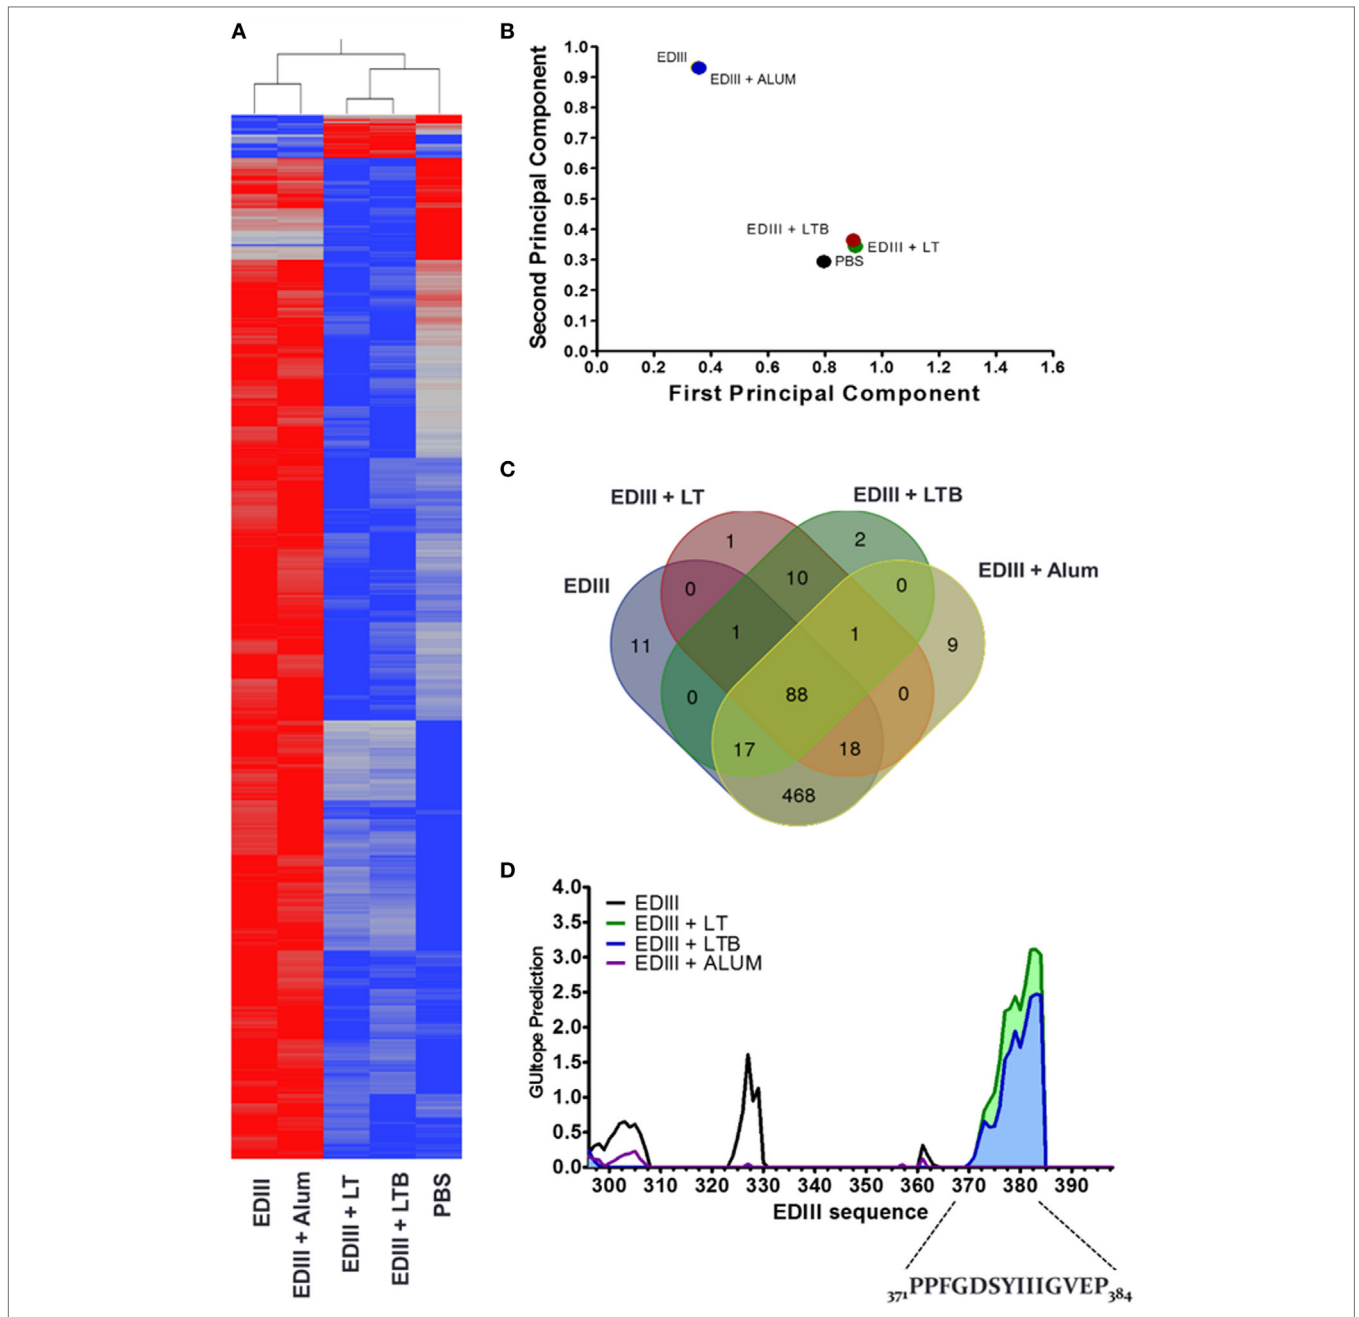 A
EDIII
EDIII + Alum
EDIII + LT
EDIII + LTB
PBS
B
Second Principal Component
1.0
0.9
0.8
0.7
0.6
0.5
0.4
0.3
0.2
0.1
0.0
EDIII
EDIII + ALUM
EDIII + LTB
EDIII + LT
PBS
0.0 0.2 0.4 0.6 0.8 1.0 1.2 1.4 1.6
First Principal Component
C
EDIII + LT
EDIII + LTB
EDIII
EDIII + Alum
1
2
0
10
0
11
1
1
9
0
88
0
17
18
468
D
GUItope Prediction
4.0
3.5
3.0
2.5
2.0
1.5
1.0
0.5
0.0
EDIII
EDIII + LT
EDIII + LTB
EDIII + ALUM
300 310 320 330 340 350 360 370 380 390
EDIII sequence
371PPFGDSYIIIGVEP384